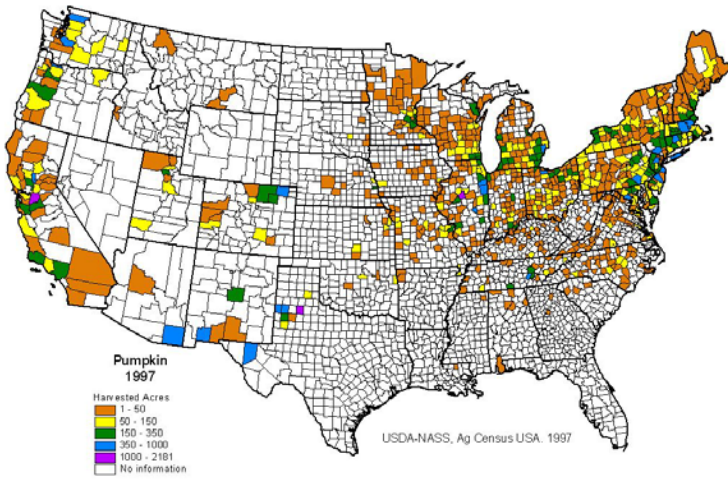 Pumpkin
1997
Harvested Acres
1 - 50
50 - 150
150 - 350
350 - 1000
1000 - 2181
No information
USDA-NASS, Ag Census USA. 1997